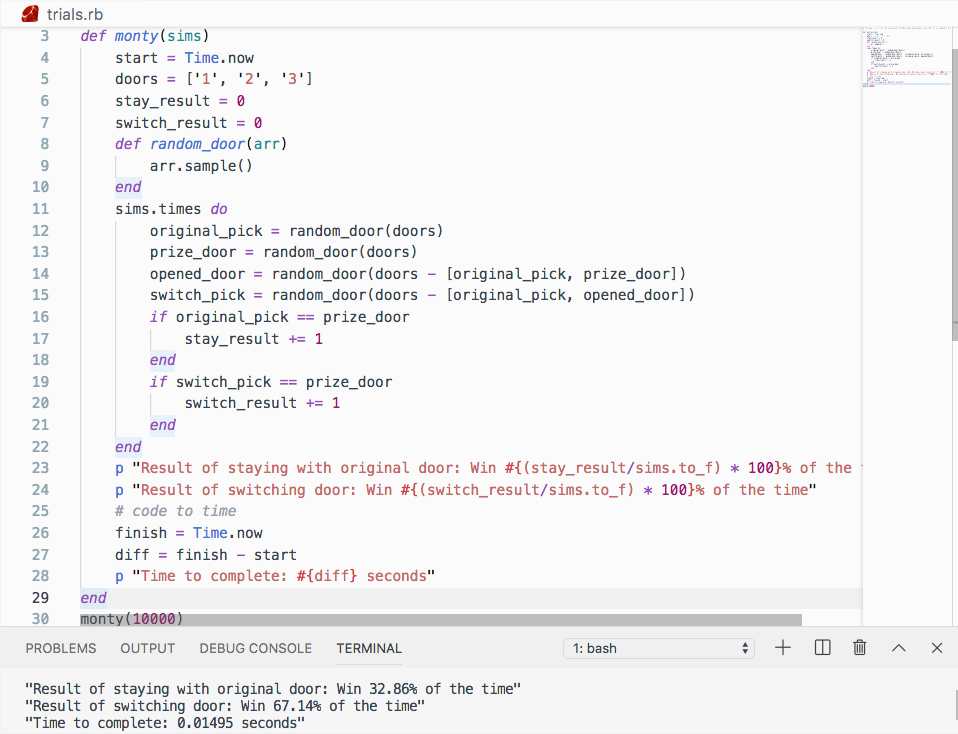 trials.rb
3 def monty(sims)
4 start = Time.now
5 doors = ['1', '2', '3']
6 stay_result = 0
7 switch_result = 0
8 def random_door(arr)
9 arr.sample()
10 end
11 sims.times do
12 original_pick = random_door(doors)
13 prize_door = random_door(doors)
14 opened_door = random_door(doors - [original_pick, prize_door])
15 switch_pick = random_door(doors - [original_pick, opened_door])
16 if original_pick == prize_door
17 stay_result += 1
18 end
19 if switch_pick == prize_door
20 switch_result += 1
21 end
22 end
23 p "Result of staying with original door: Win #{(stay_result/sims.to_f) * 100}% of the
24 p "Result of switching door: Win #{(switch_result/sims.to_f) * 100}% of the time"
25 # code to time
26 finish = Time.now
27 diff = finish - start
28 p "Time to complete: #{diff} seconds"
29 end
30 monty(10000)
PROBLEMS OUTPUT DEBUG CONSOLE TERMINAL 1: bash
"Result of staying with original door: Win 32.86% of the time"
"Result of switching door: Win 67.14% of the time"
"Time to complete: 0.01495 seconds"